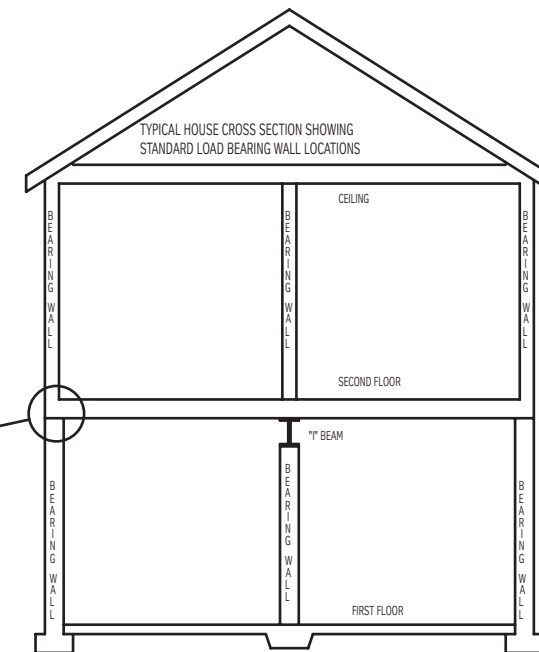 TYPICAL HOUSE CROSS SECTION SHOWING
STANDARD LOAD BEARING WALL LOCATIONS
CEILING
BEARING WALL
BEARING WALL
BEARING WALL
SECOND FLOOR
"I" BEAM
BEARING WALL
BEARING WALL
BEARING WALL
FIRST FLOOR